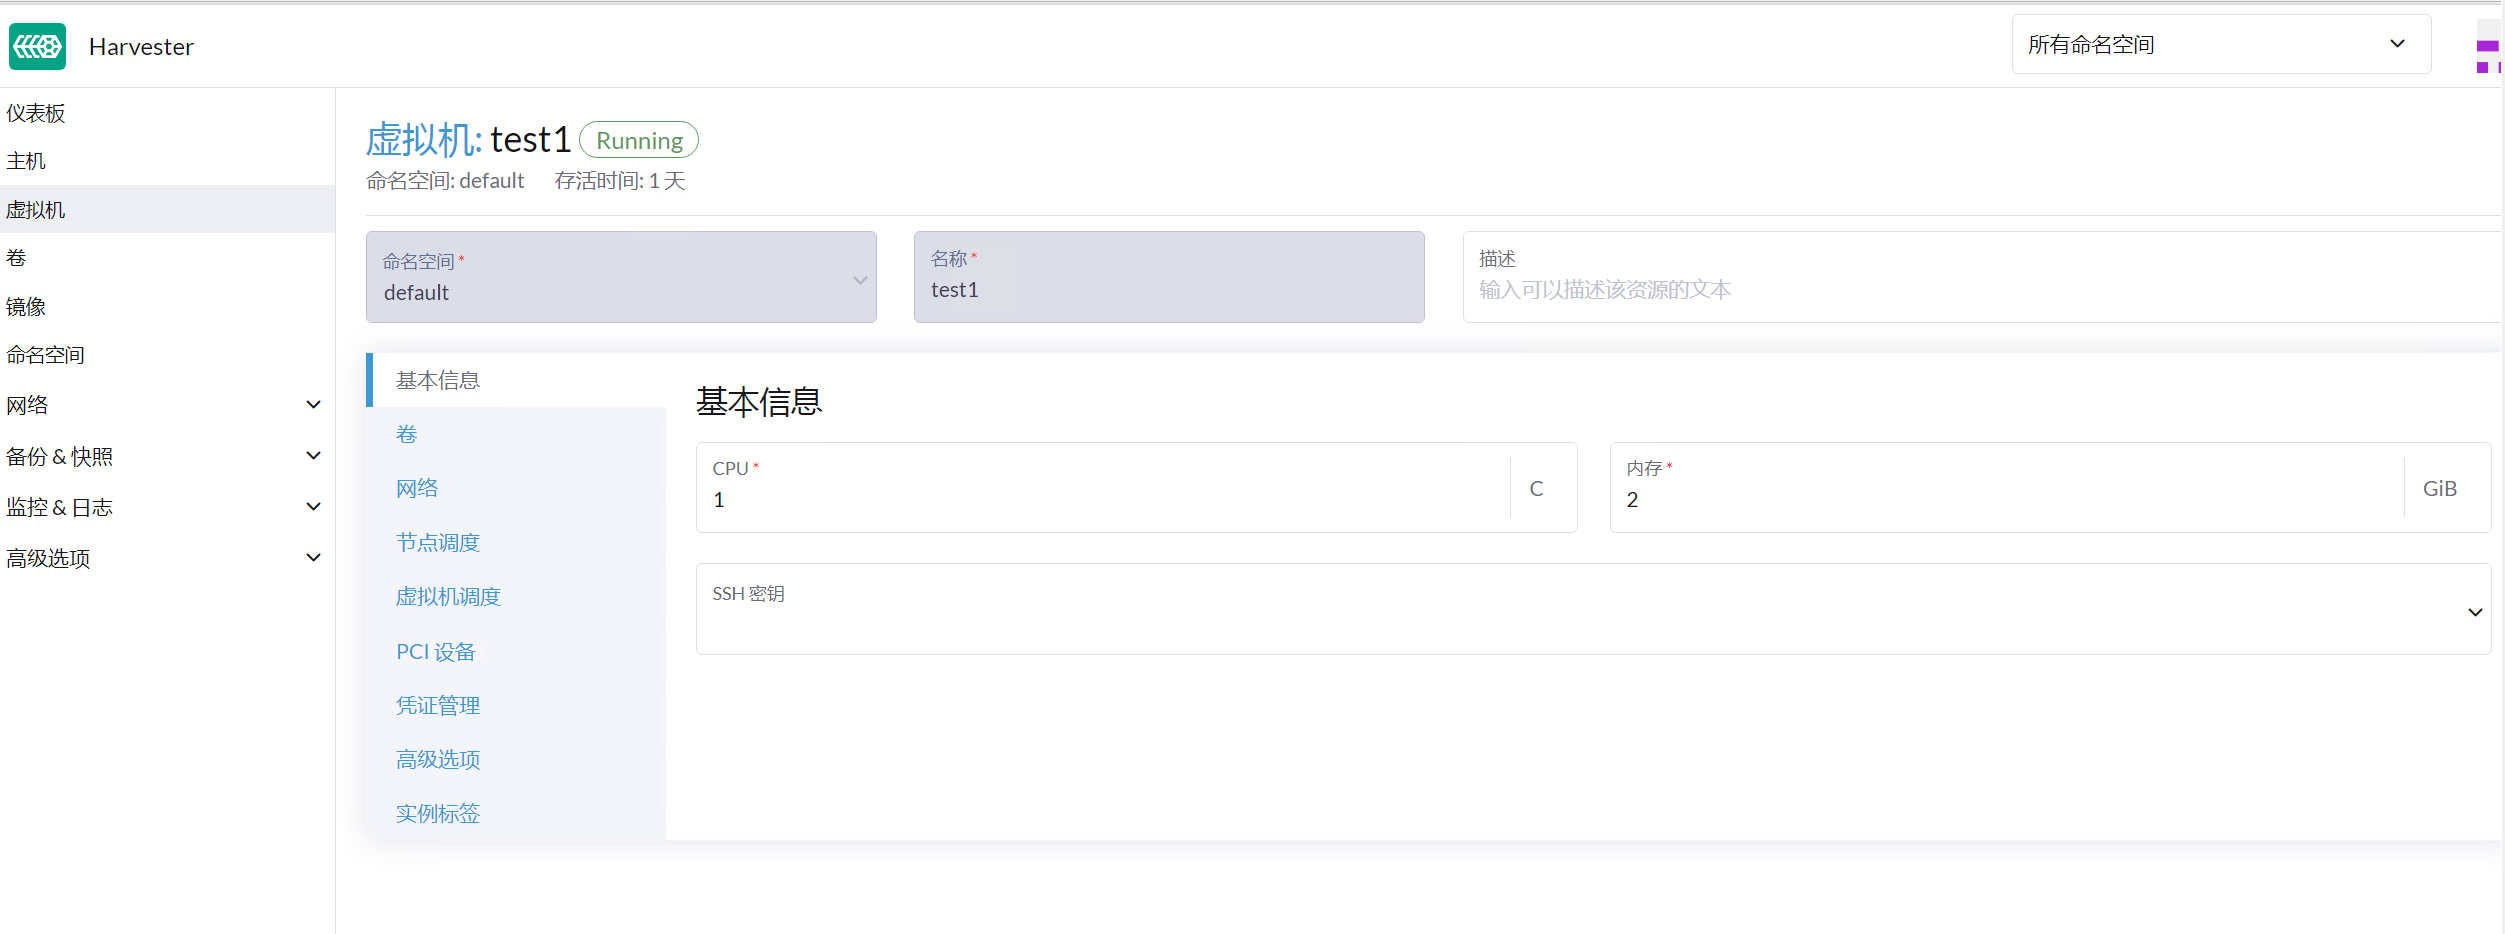 Harvester
所有命名空间
仪表板
主机
虚拟机
卷
镜像
命名空间
网络
备份 & 快照
监控 & 日志
高级选项
虚拟机: test1 Running
命名空间: default 存活时间: 1 天
命名空间 *
default
名称 *
test1
描述
输入可以描述该资源的文本
基本信息
卷
网络
节点调度
虚拟机调度
PCI 设备
凭证管理
高级选项
实例标签
基本信息
CPU *
1
C
内存 *
2
GiB
SSH 密钥